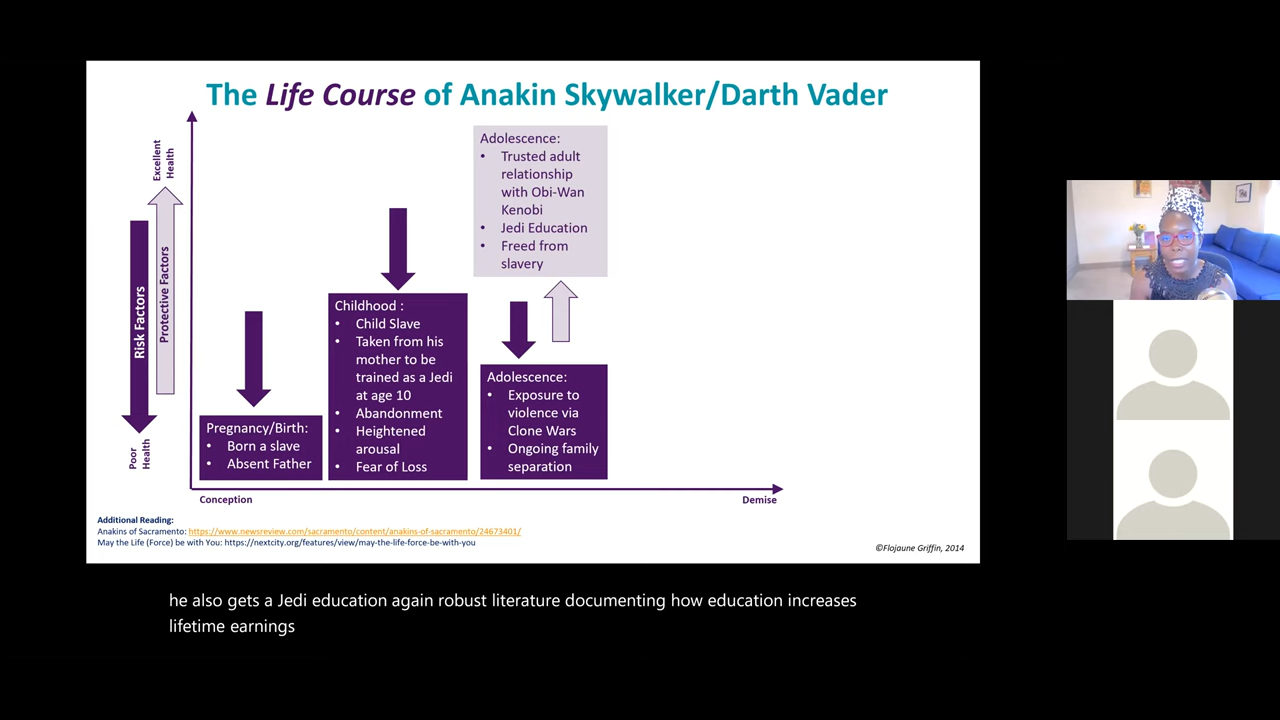 The Life Course of Anakin Skywalker/Darth Vader
Excellent
Health
Risk Factors
Protective Factors
Poor
Health
Pregnancy/Birth:
• Born a slave
• Absent Father
Childhood :
• Child Slave
• Taken from his
mother to be
trained as a Jedi
at age 10
• Abandonment
• Heightened
arousal
• Fear of Loss
Adolescence:
• Trusted adult
relationship
with Obi-Wan
Kenobi
• Jedi Education
• Freed from
slavery
Adolescence:
• Exposure to
violence via
Clone Wars
• Ongoing family
separation
Conception
Demise
Additional Reading:
Anakins of Sacramento: https://www.newsreview.com/sacramento/content/anakins-of-sacramento/24673401/
May the Life (Force) be with You: https://nextcity.org/features/view/may-the-life-force-be-with-you
©Flojaune Griffin, 2014
he also gets a Jedi education again robust literature documenting how education increases
lifetime earnings